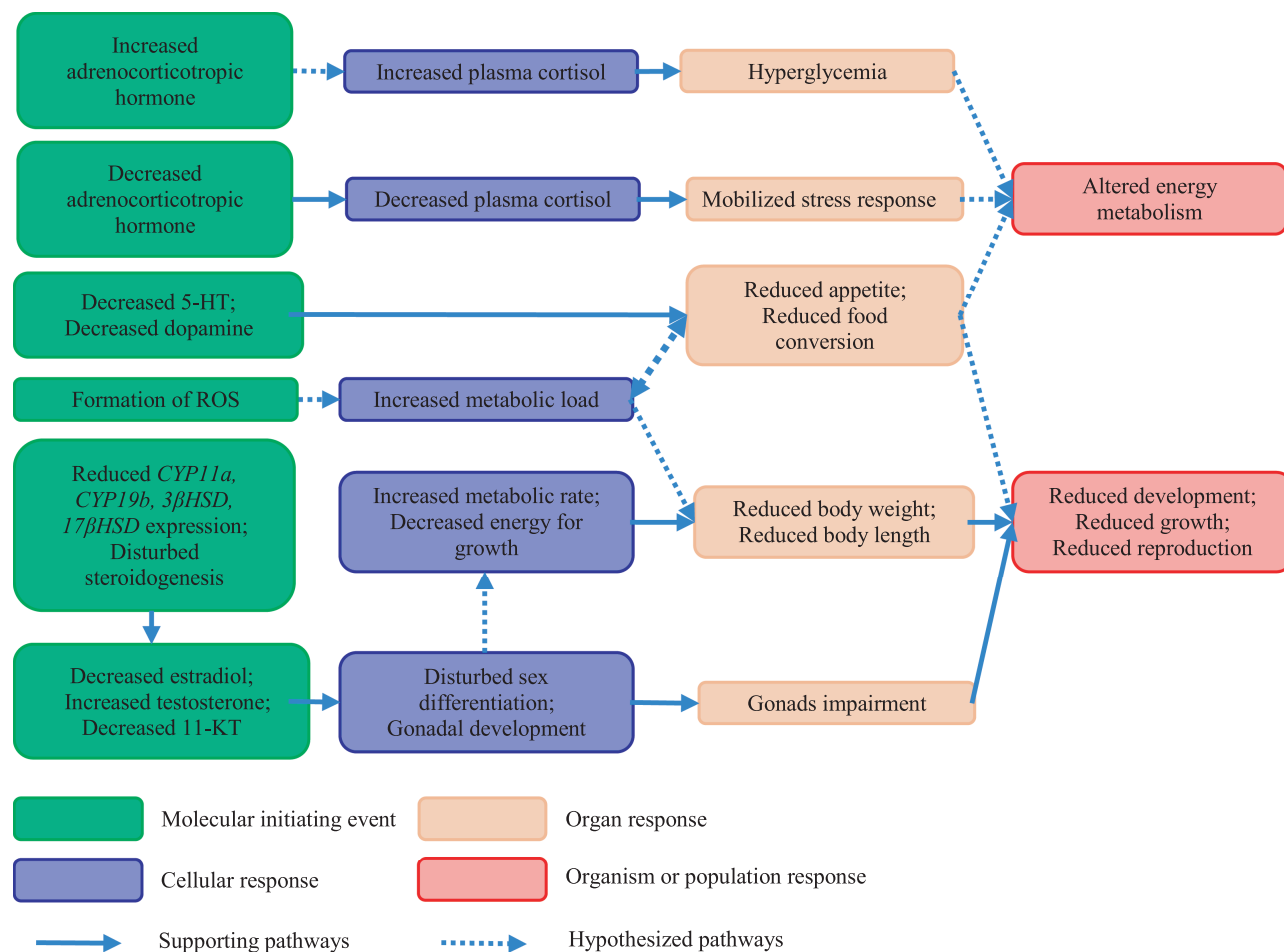 Increased
adrenocorticotropic
hormone
Increased plasma cortisol
Hyperglycemia
Decreased
adrenocorticotropic
hormone
Decreased plasma cortisol
Mobilized stress response
Altered energy
metabolism
Decreased 5-HT;
Decreased dopamine
Reduced appetite;
Reduced food
conversion
Formation of ROS
Increased metabolic load
Reduced CYP11a,
CYP19b, 3βHSD,
17βHSD expression;
Disturbed
steroidogenesis
Increased metabolic rate;
Decreased energy for
growth
Reduced body weight;
Reduced body length
Reduced development;
Reduced growth;
Reduced reproduction
Decreased estradiol;
Increased testosterone;
Decreased 11-KT
Disturbed sex
differentiation;
Gonadal development
Gonads impairment
Molecular initiating event
Organ response
Cellular response
Organism or population response
Supporting pathways
Hypothesized pathways